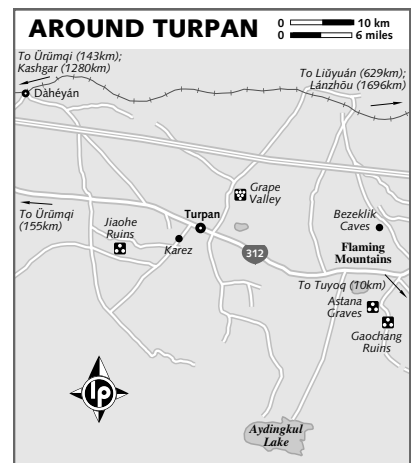 AROUND TURPAN
0 10 km
0 6 miles
To Ürümqi (143km);
Kashgar (1280km)
To Liǔyuán (629km);
Lánzhōu (1696km)
Dàhéyán
Grape
Valley
To Ürümqi
(155km)
Jiaohe
Ruins
Turpan
Karez
Bezeklik
Caves
Flaming
Mountains
312
To Tuyoq (10km)
Astana
Graves
Gaochang
Ruins
lp
Aydingkul
Lake